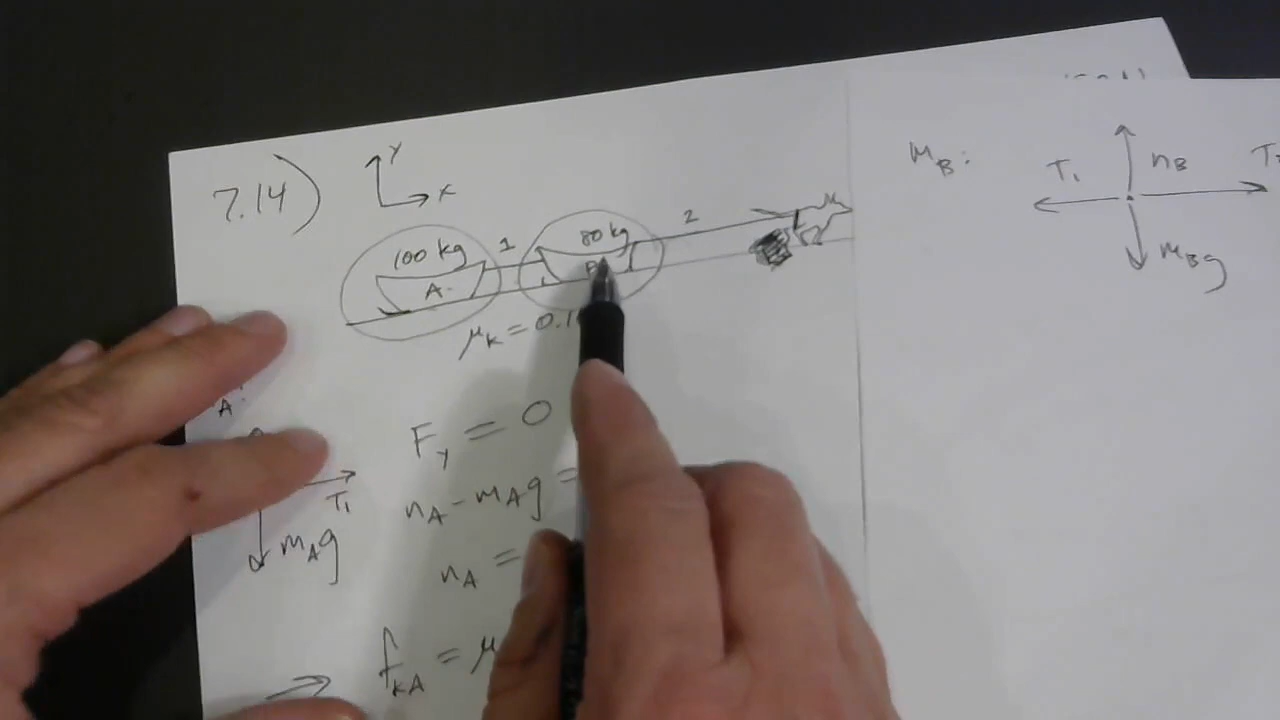 7.14)
Y
X
100 kg
1
80 kg
2
A
μk = 0.1
A:
T1
mAg
Fy = 0
nA - mAg =
nA =
fkA = μ
MB:
T1
nB
T2
mBg